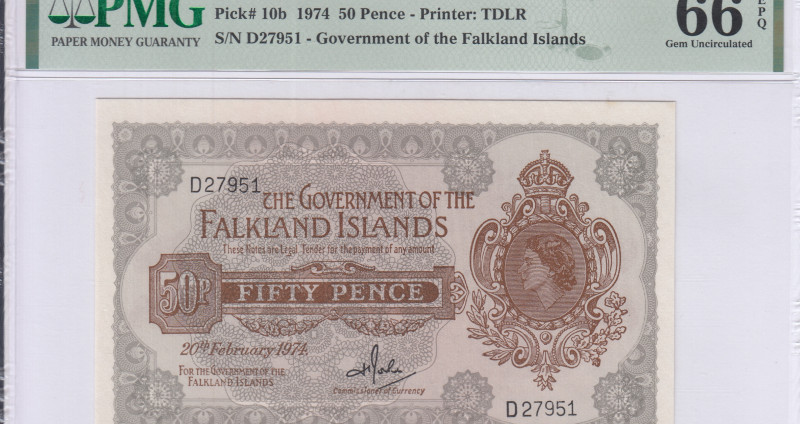 PMG
PAPER MONEY GUARANTY
Pick# 10b 1974 50 Pence - Printer: TDLR
S/N D27951 - Government of the Falkland Islands
66 EPQ
Gem Uncirculated
D27951
THE GOVERNMENT OF THE
FALKLAND ISLANDS
These Notes are Legal Tender for the payment of any amount
50P
FIFTY PENCE
20th February 1974
FOR THE GOVERNMENT OF THE
FALKLAND ISLANDS
Commissioner of Currency
D27951